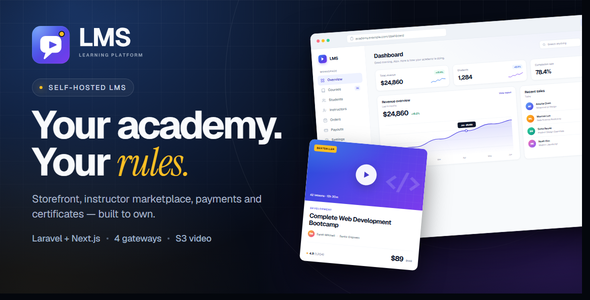 LMS
LEARNING PLATFORM
SELF-HOSTED LMS
Your academy.
Your rules.
Storefront, instructor marketplace, payments and
certificates — built to own.
Laravel + Next.js • 4 gateways • S3 video
LMS
Dashboard
$24,860
1,284
78.4%
Overview
Revenue overview
$24,860
Students
Instructors
Orders
Payouts
Recent sales
BESTSELLER
</>
Complete Web Development
Bootcamp
$89